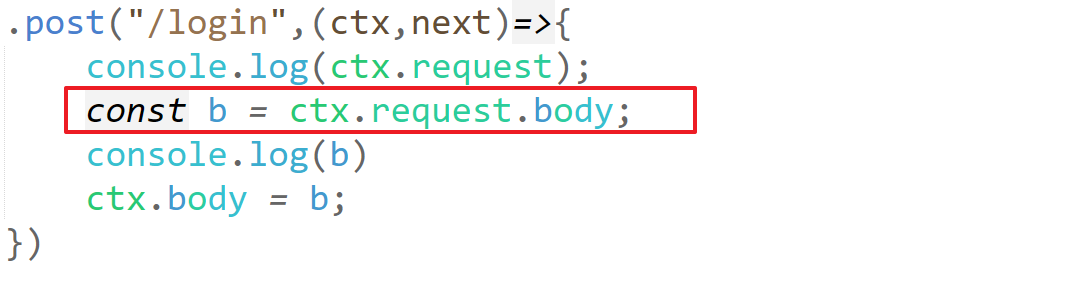 .post("/login",(ctx,next)=>{
    console.log(ctx.request);
    const b = ctx.request.body;
    console.log(b)
    ctx.body = b;
})